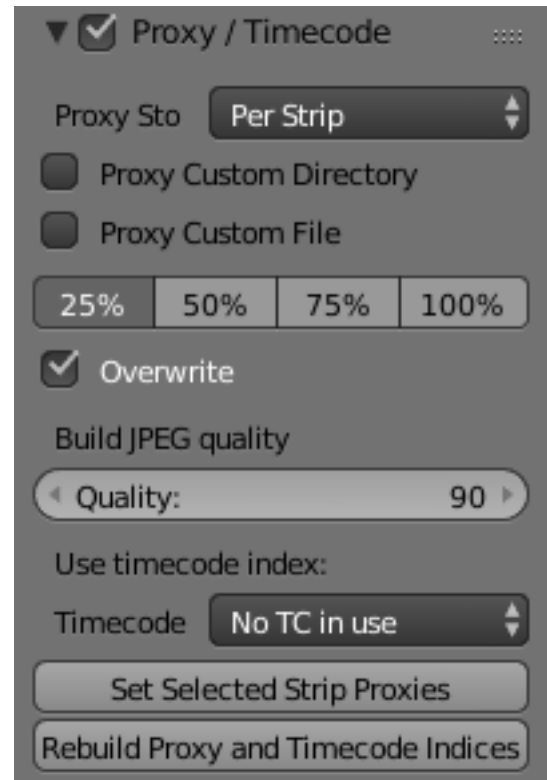 Proxy / Timecode
Proxy Sto Per Strip
Proxy Custom Directory
Proxy Custom File
25% 50% 75% 100%
Overwrite
Build JPEG quality
Quality: 90
Use timecode index:
Timecode No TC in use
Set Selected Strip Proxies
Rebuild Proxy and Timecode Indices